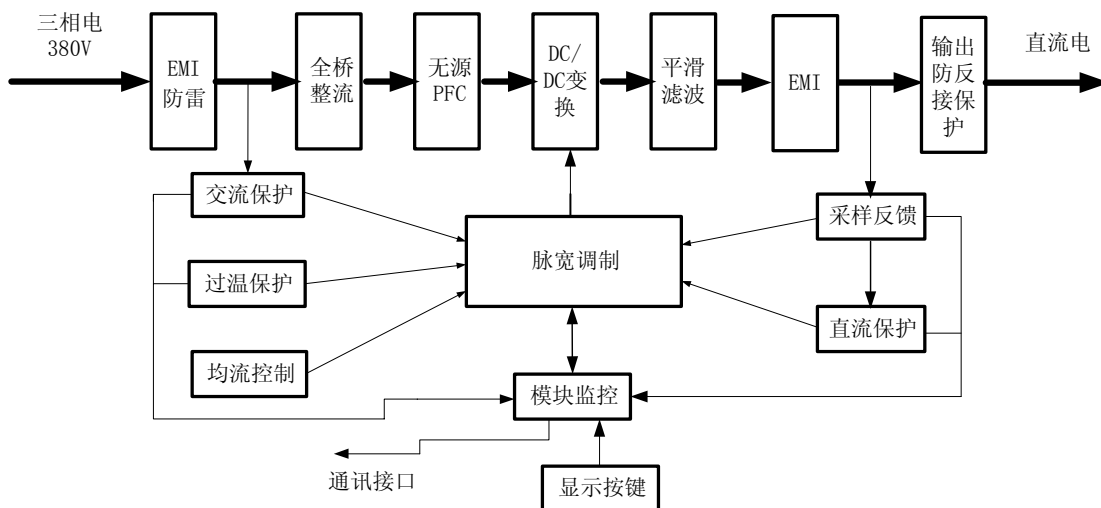 三相电
380V
EMI
防雷
全桥
整流
无源
PFC
DC/
DC变
换
平滑
滤波
EMI
输出
防反
接保
护
直流电
交流保护
采样反馈
脉宽调制
过温保护
直流保护
均流控制
模块监控
通讯接口
显示按键